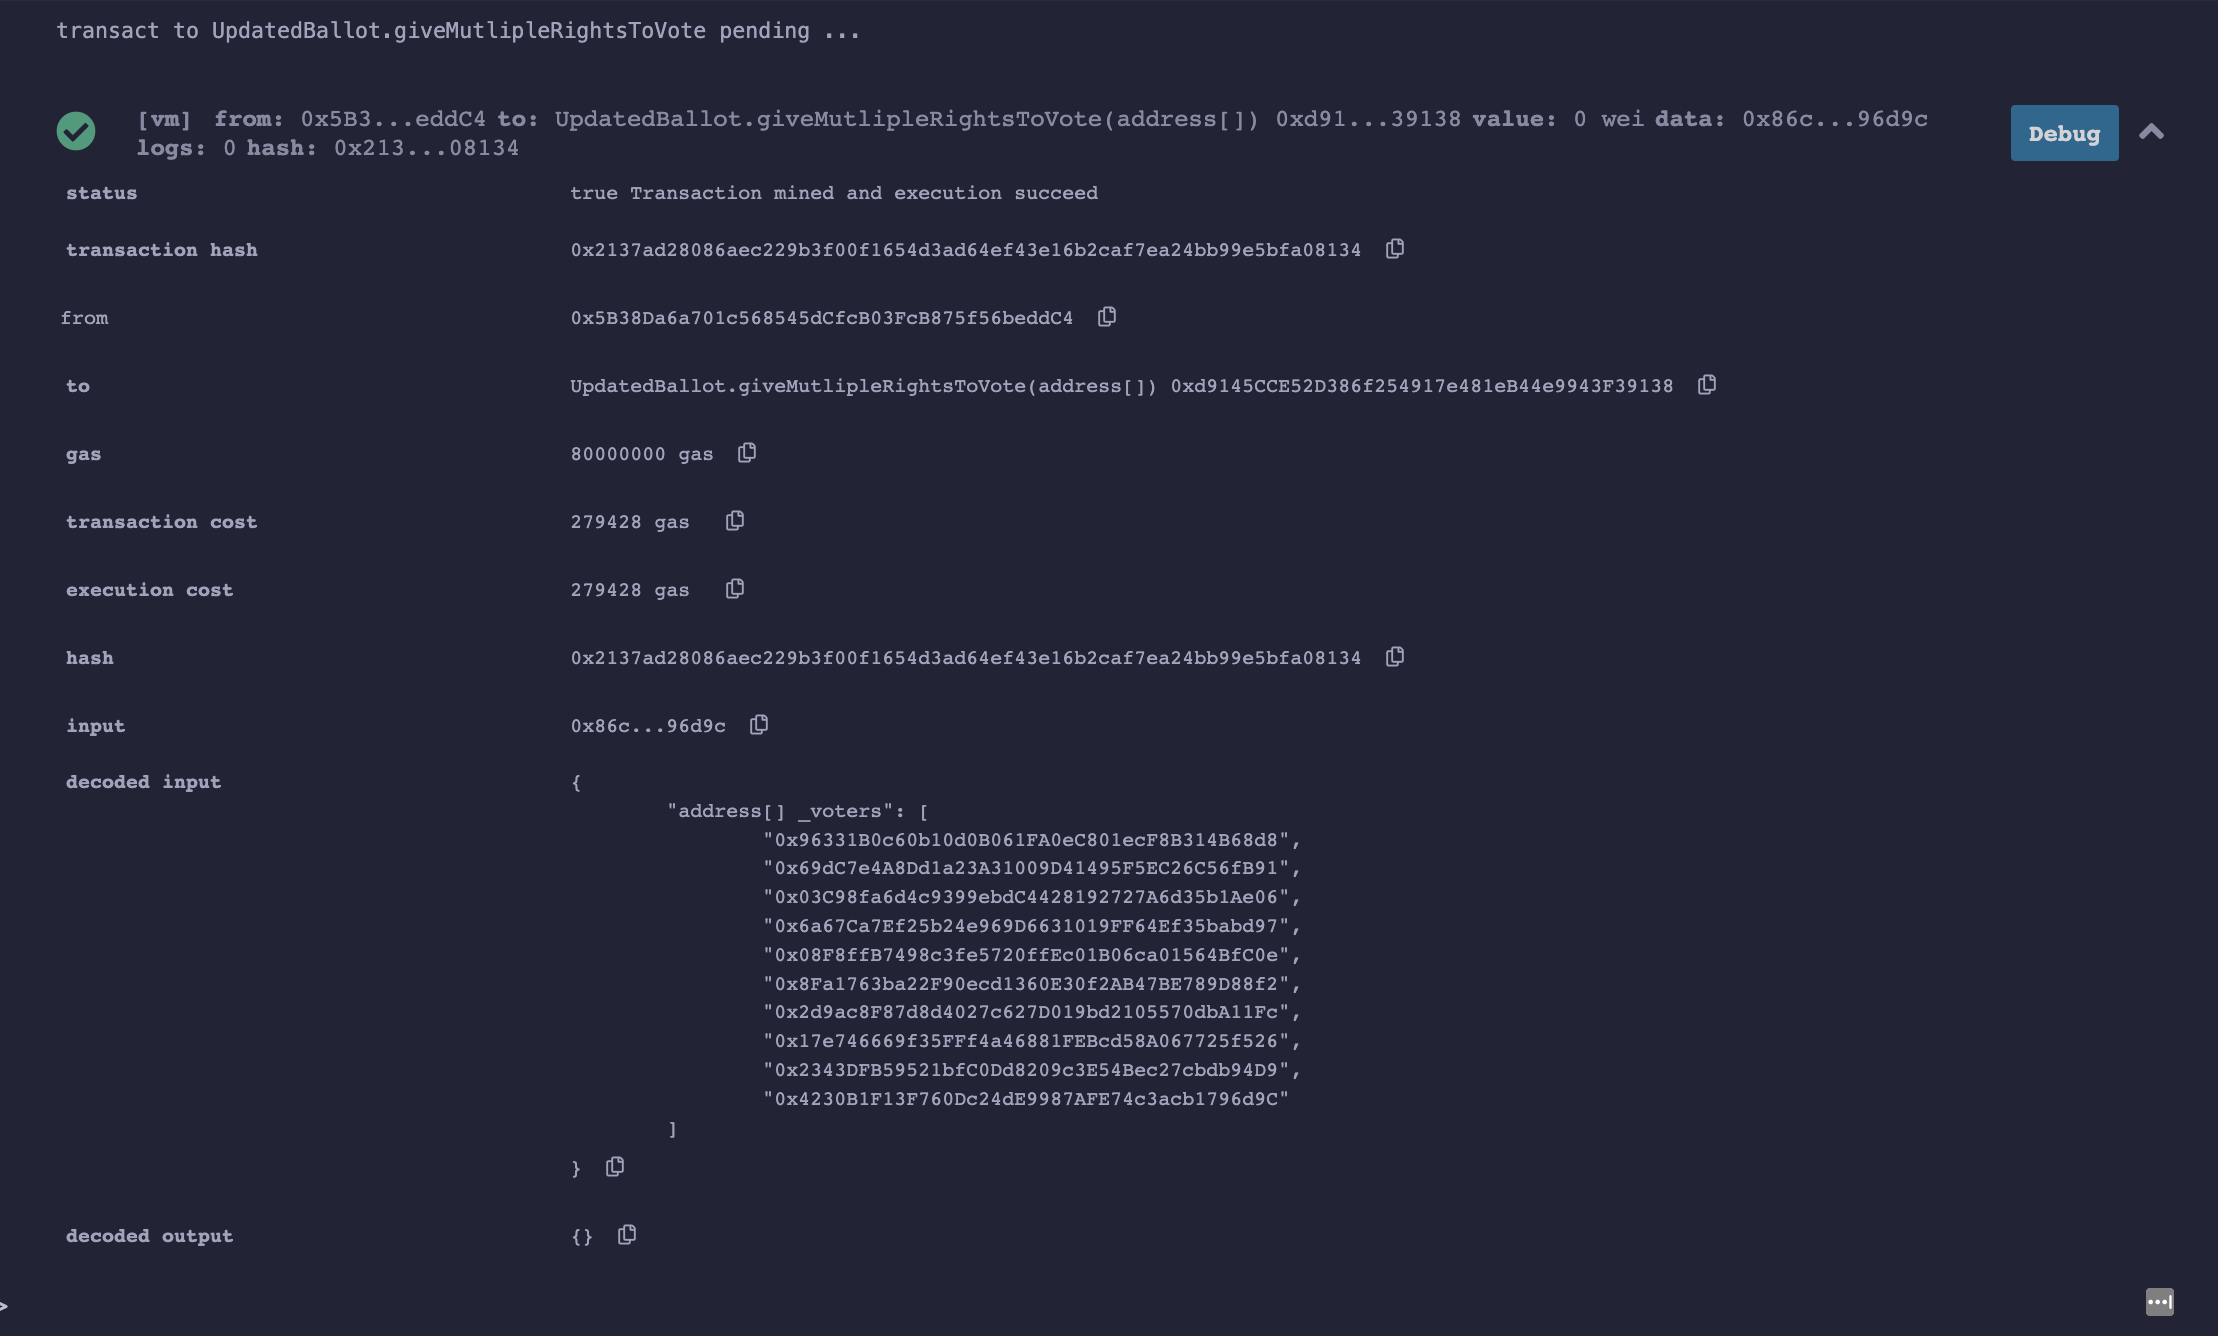 transact to UpdatedBallot.giveMutlipleRightsToVote pending ...
[vm] from: 0x5B3...eddC4 to: UpdatedBallot.giveMutlipleRightsToVote(address[]) 0xd91...39138 value: 0 wei data: 0x86c...96d9c
logs: 0 hash: 0x213...08134
Debug
status true Transaction mined and execution succeed
transaction hash 0x2137ad28086aec229b3f00f1654d3ad64ef43e16b2caf7ea24bb99e5bfa08134
from 0x5B38Da6a701c568545dCfcB03FcB875f56beddC4
to UpdatedBallot.giveMutlipleRightsToVote(address[]) 0xd9145CCE52D386f254917e481eB44e9943F39138
gas 80000000 gas
transaction cost 279428 gas
execution cost 279428 gas
hash 0x2137ad28086aec229b3f00f1654d3ad64ef43e16b2caf7ea24bb99e5bfa08134
input 0x86c...96d9c
decoded input {
"address[] _voters": [
"0x96331B0c60b10d0B061FA0eC801ecF8B314B68d8",
"0x69dC7e4A8Dd1a23A31009D41495F5EC26C56fB91",
"0x03C98fa6d4c9399ebdC4428192727A6d35b1Ae06",
"0x6a67Ca7Ef25b24e969D6631019FF64Ef35babd97",
"0x08F8ffB7498c3fe5720ffEc01B06ca01564BfC0e",
"0x8Fa1763ba22F90ecd1360E30f2AB47BE789D88f2",
"0x2d9ac8F87d8d4027c627D019bd2105570dbA11Fc",
"0x17e746669f35FFf4a46881FEBcd58A067725f526",
"0x2343DFB59521bfC0Dd8209c3E54Bec27cbdb94D9",
"0x4230B1F13F760Dc24dE9987AFE74c3acb1796d9C"
]
}
decoded output {}
>